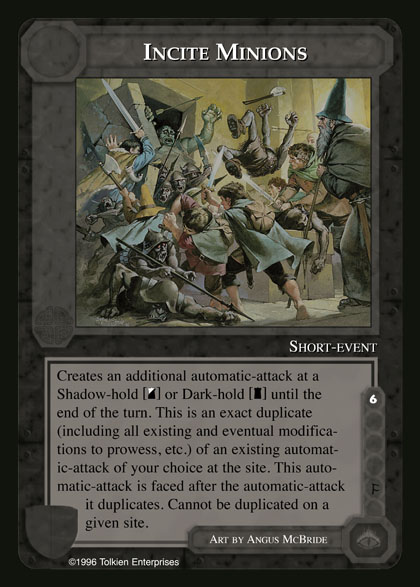 Incite Minions
Short-event
Creates an additional automatic-attack at a
Shadow-hold [] or Dark-hold [] until the
end of the turn. This is an exact duplicate
(including all existing and eventual modifica-
tions to prowess, etc.) of an existing automat-
ic-attack of your choice at the site. This auto-
matic-attack is faced after the automatic-attack
it duplicates. Cannot be duplicated on a
given site.
6
F
Art by Angus McBride
©1996 Tolkien Enterprises